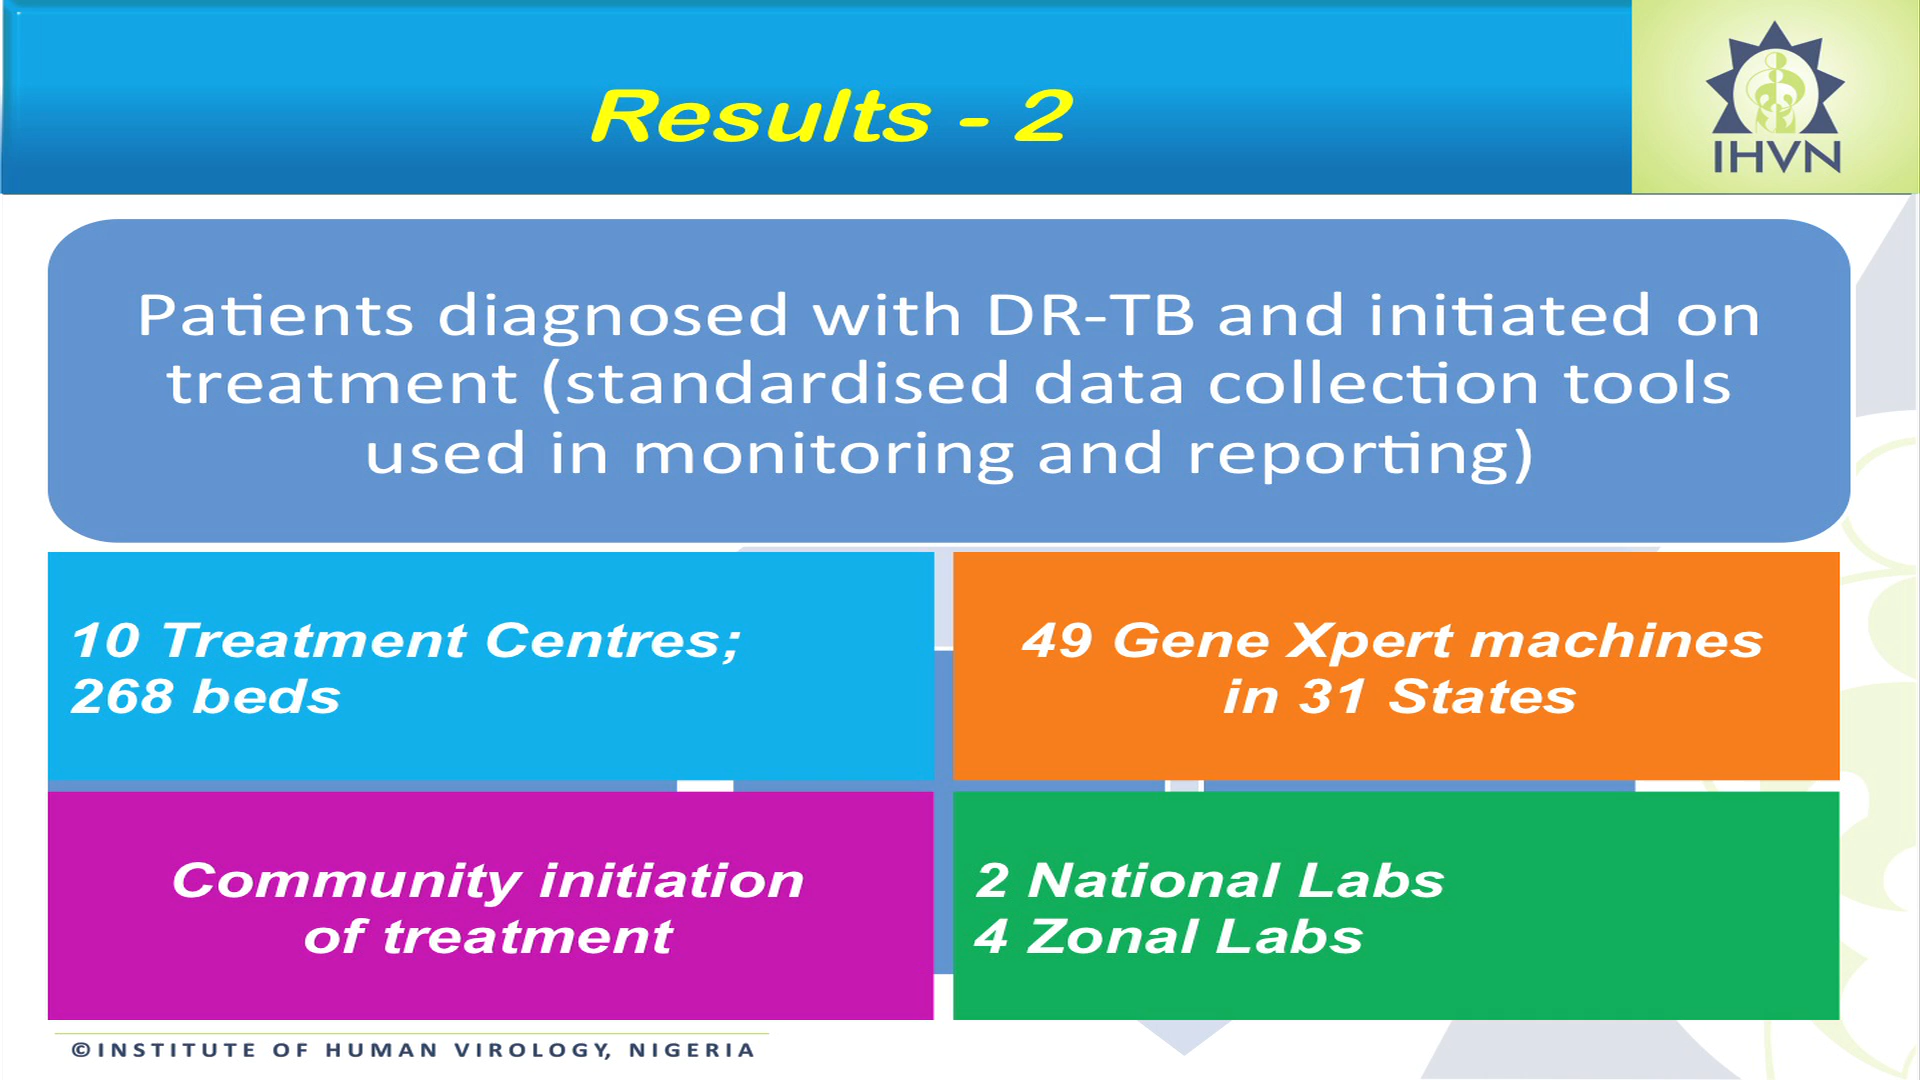 Results - 2
IHVN
Patients diagnosed with DR-TB and initiated on
treatment (standardised data collection tools
used in monitoring and reporting)
10 Treatment Centres;
268 beds
49 Gene Xpert machines
in 31 States
Community initiation
of treatment
2 National Labs
4 Zonal Labs
©INSTITUTE OF HUMAN VIROLOGY, NIGERIA